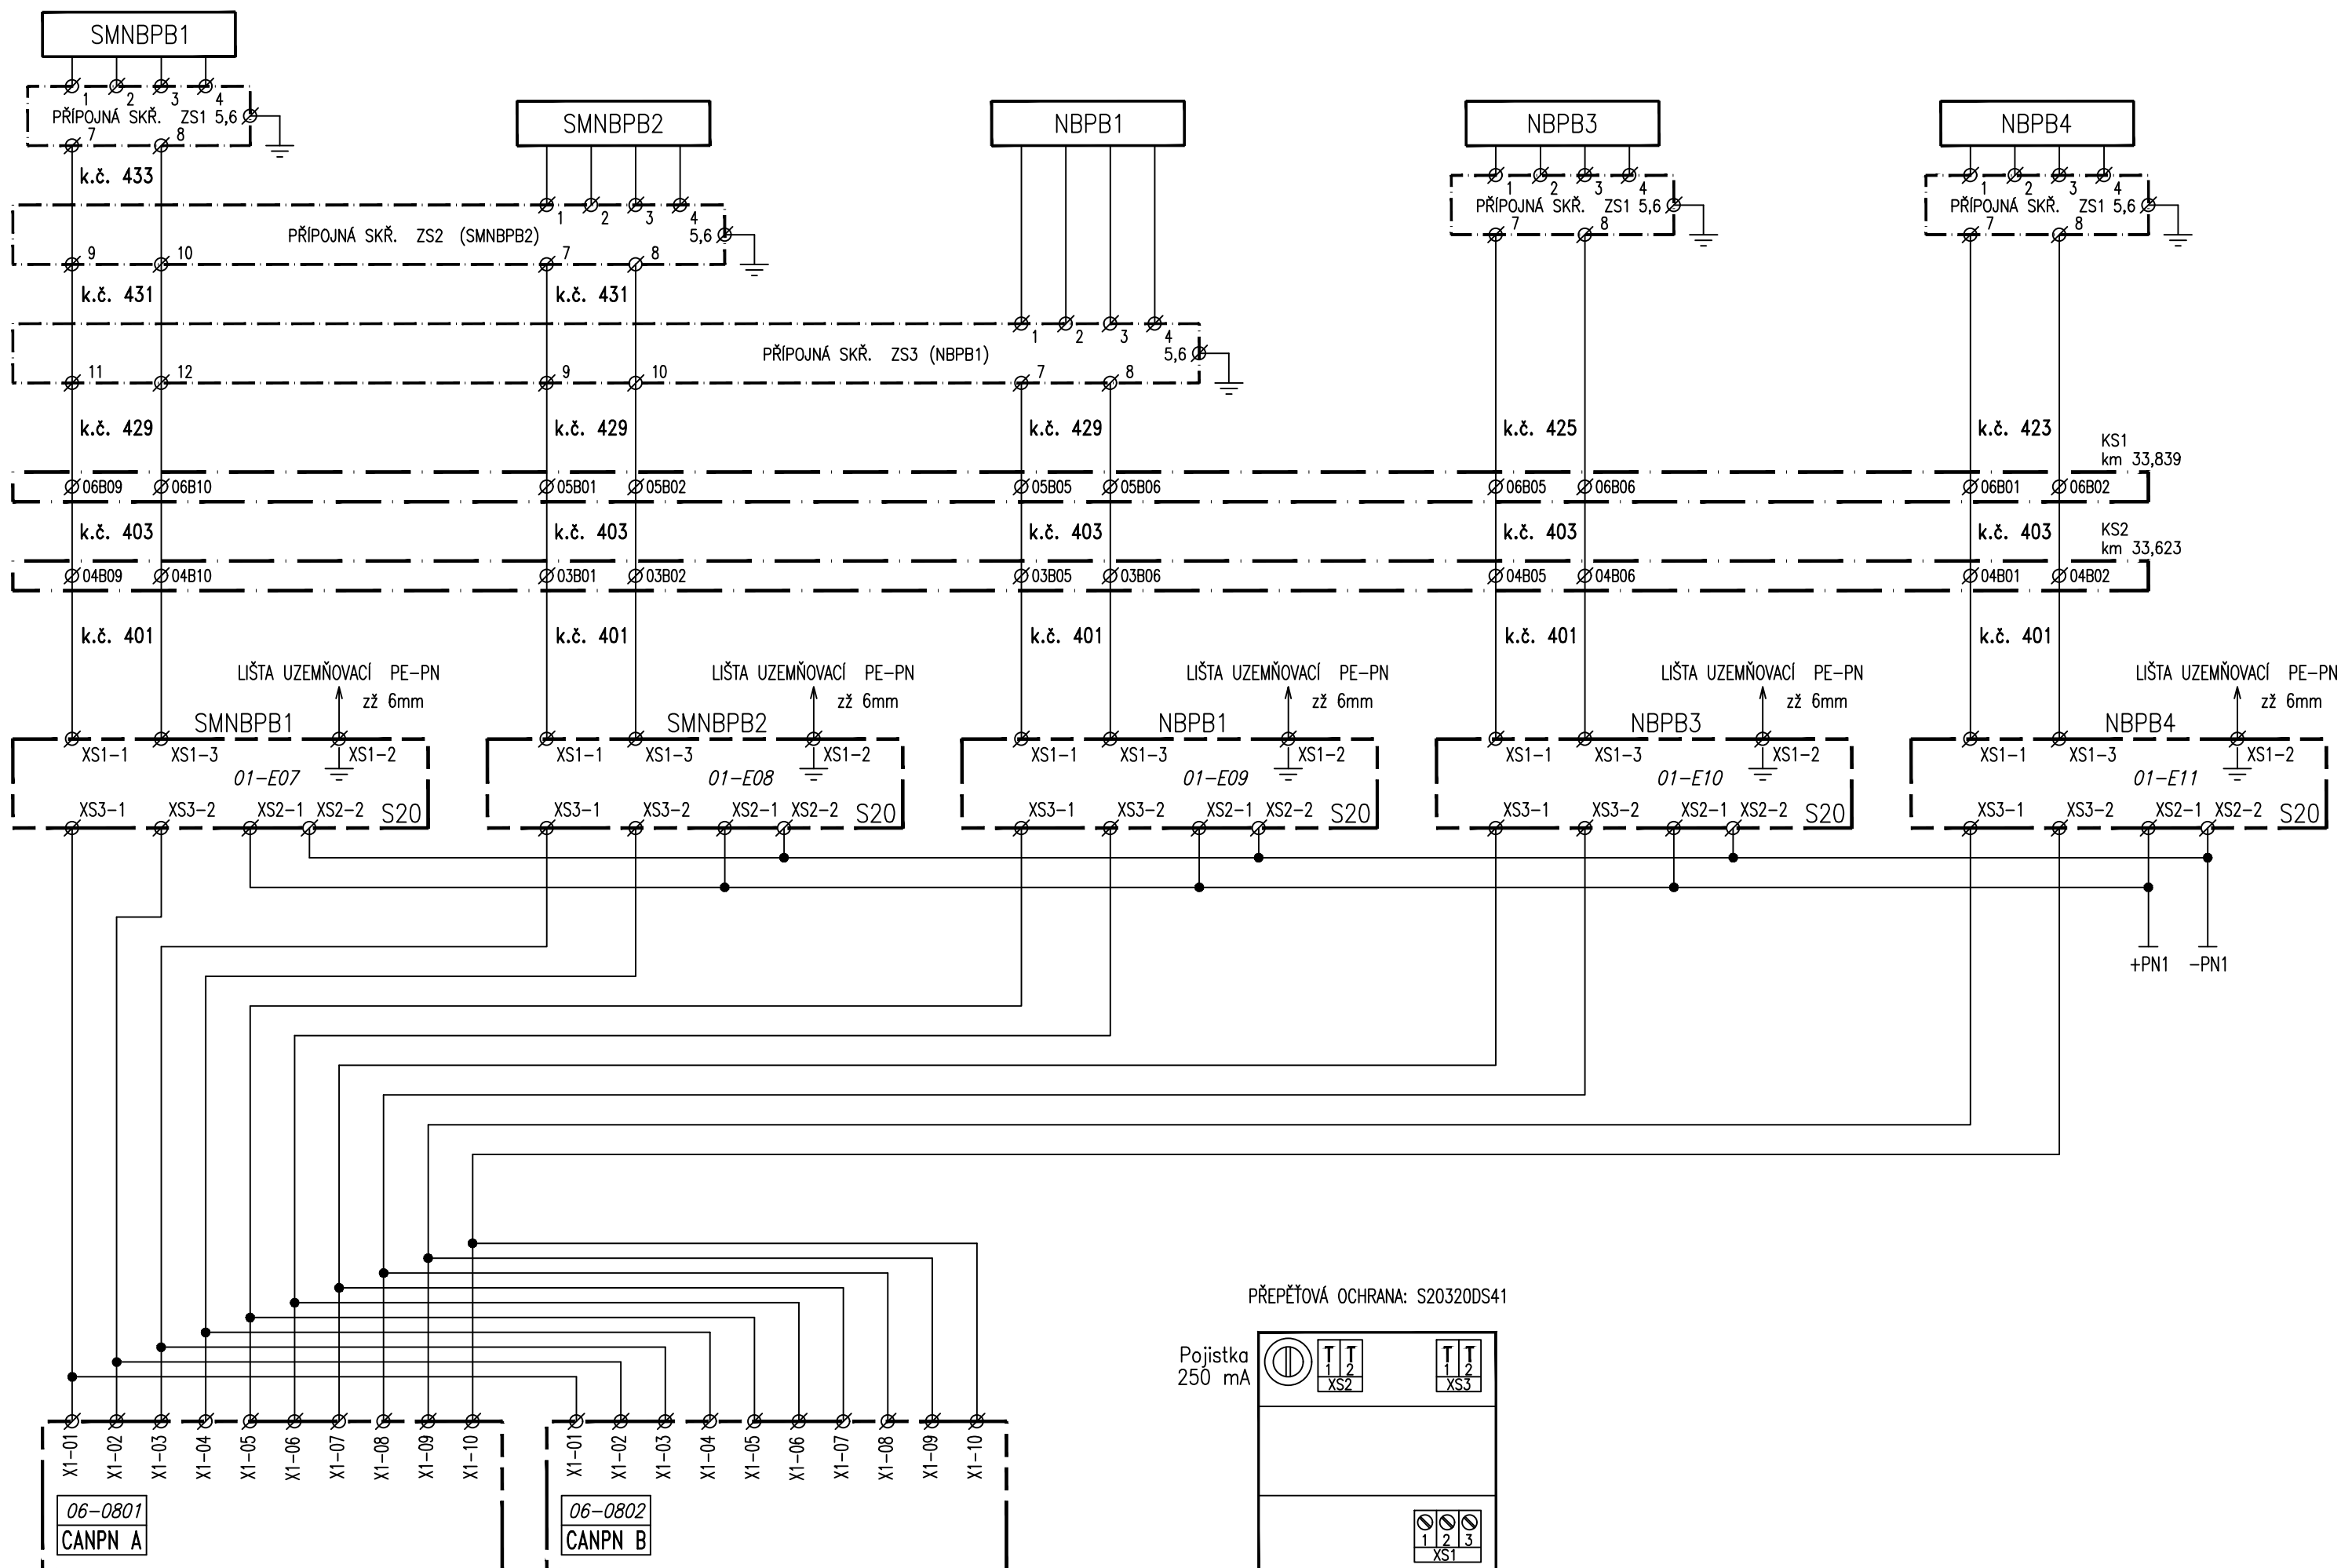 SMNBPB1
1 2 3 4
PŘÍPOJNÁ SKŘ. ZS1 5,6
7 8
k.č. 433
SMNBPB2 NBPB1 NBPB3 NBPB4
1 2 3 4 1 2 3 4
PŘÍPOJNÁ SKŘ. ZS1 5,6 PŘÍPOJNÁ SKŘ. ZS1 5,6
7 8 7 8
1 2 3 4
PŘÍPOJNÁ SKŘ. ZS2 (SMNBPB2) 5,6
9 10 7 8
k.č. 431 k.č. 431
1 2 3 4
PŘÍPOJNÁ SKŘ. ZS3 (NBPB1) 5,6
11 12 9 10 7 8
k.č. 429 k.č. 429 k.č. 429 k.č. 425 k.č. 423
KS1
km 33,839
06B09 06B10 05B01 05B02 05B05 05B06 06B05 06B06 06B01 06B02
k.č. 403 k.č. 403 k.č. 403 k.č. 403 k.č. 403
KS2
km 33,623
04B09 04B10 03B01 03B02 03B05 03B06 04B05 04B06 04B01 04B02
k.č. 401 k.č. 401 k.č. 401 k.č. 401 k.č. 401
LIŠTA UZEMŇOVACÍ PE-PN LIŠTA UZEMŇOVACÍ PE-PN LIŠTA UZEMŇOVACÍ PE-PN LIŠTA UZEMŇOVACÍ PE-PN LIŠTA UZEMŇOVACÍ PE-PN
zž 6mm zž 6mm zž 6mm zž 6mm zž 6mm
SMNBPB1 SMNBPB2 NBPB1 NBPB3 NBPB4
XS1-1 XS1-3 XS1-2 XS1-1 XS1-3 XS1-2 XS1-1 XS1-3 XS1-2 XS1-1 XS1-3 XS1-2 XS1-1 XS1-3 XS1-2
01-E07 01-E08 01-E09 01-E10 01-E11
XS3-1 XS3-2 XS2-1 XS2-2 S20 XS3-1 XS3-2 XS2-1 XS2-2 S20 XS3-1 XS3-2 XS2-1 XS2-2 S20 XS3-1 XS3-2 XS2-1 XS2-2 S20 XS3-1 XS3-2 XS2-1 XS2-2 S20
+PN1 -PN1
PŘEPĚŤOVÁ OCHRANA: S20320DS41
Pojistka
250 mA
1 2
XS2
1 2
XS3
1 2 3
XS1
X1-01 X1-02 X1-03 X1-04 X1-05 X1-06 X1-07 X1-08 X1-09 X1-10
06-0801
CANPN A
X1-01 X1-02 X1-03 X1-04 X1-05 X1-06 X1-07 X1-08 X1-09 X1-10
06-0802
CANPN B